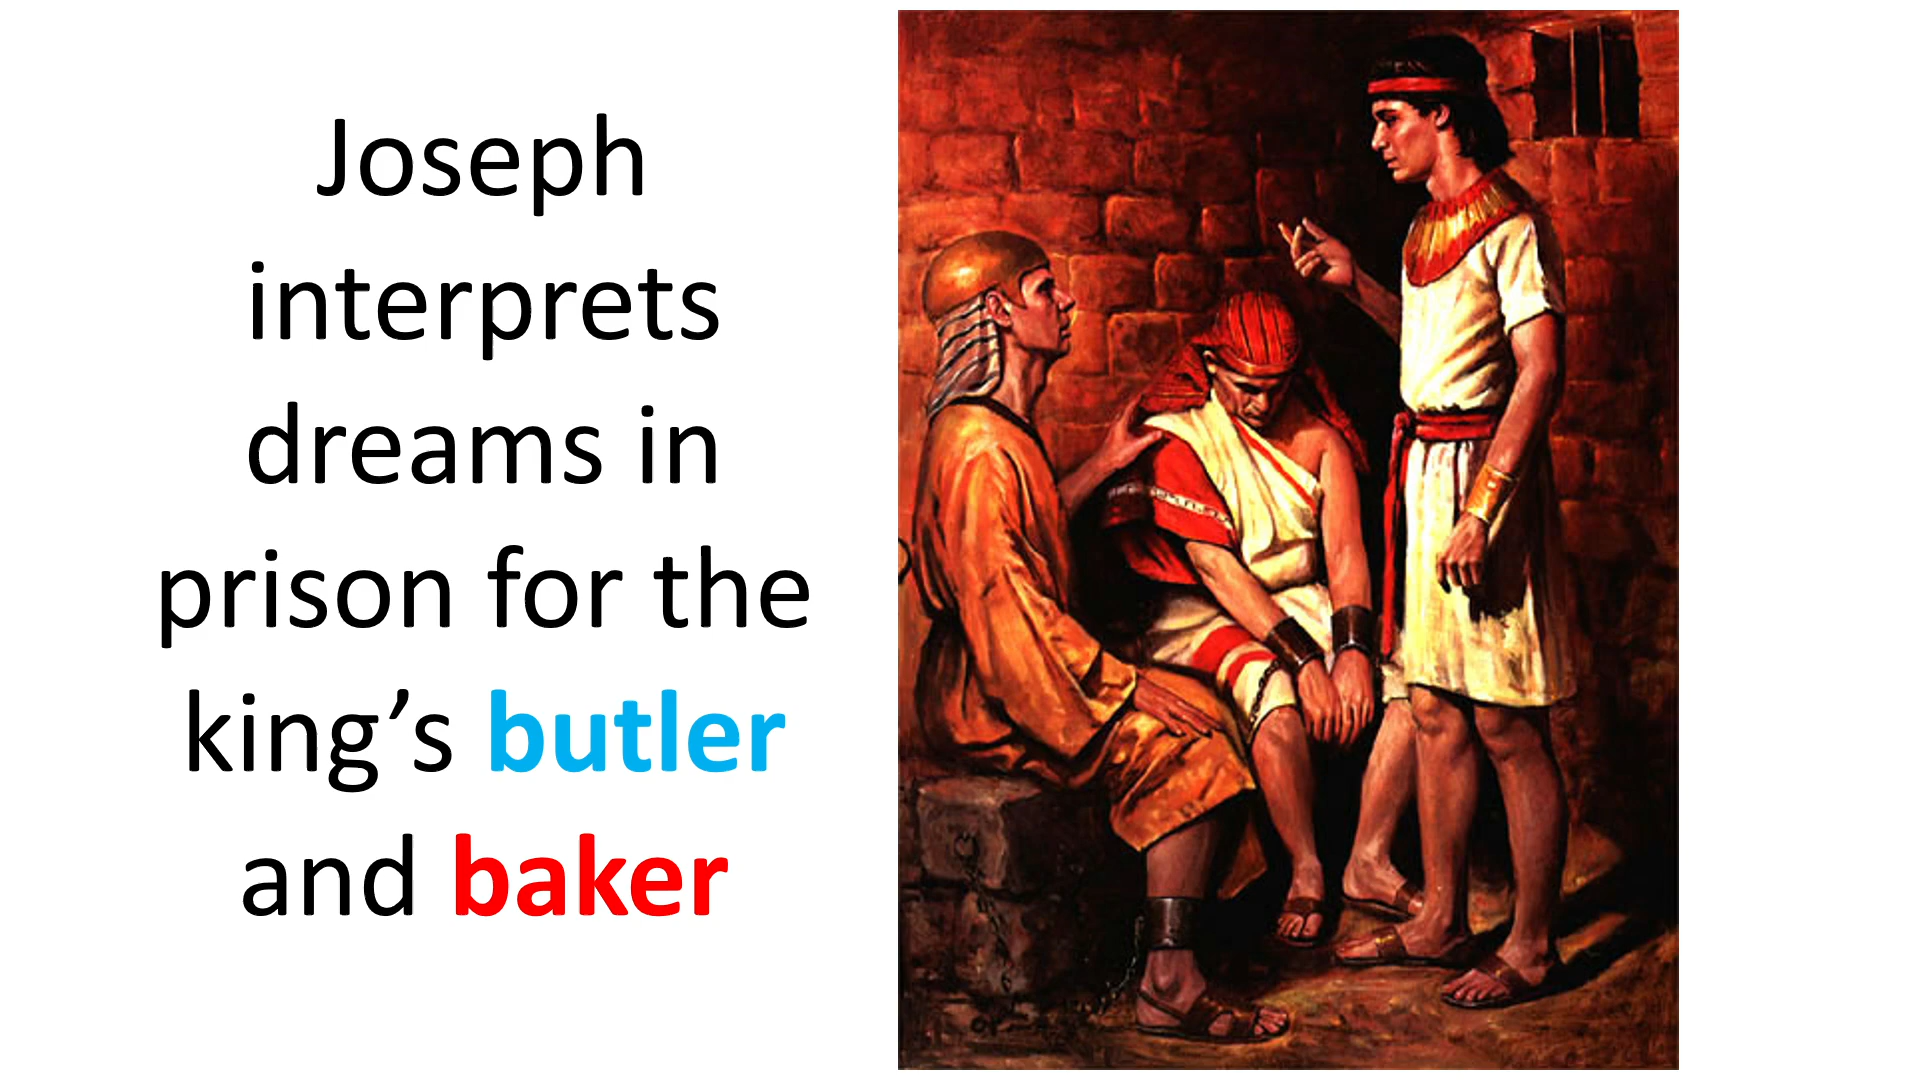 Joseph
interprets
dreams in
prison for the
king’s butler
and baker